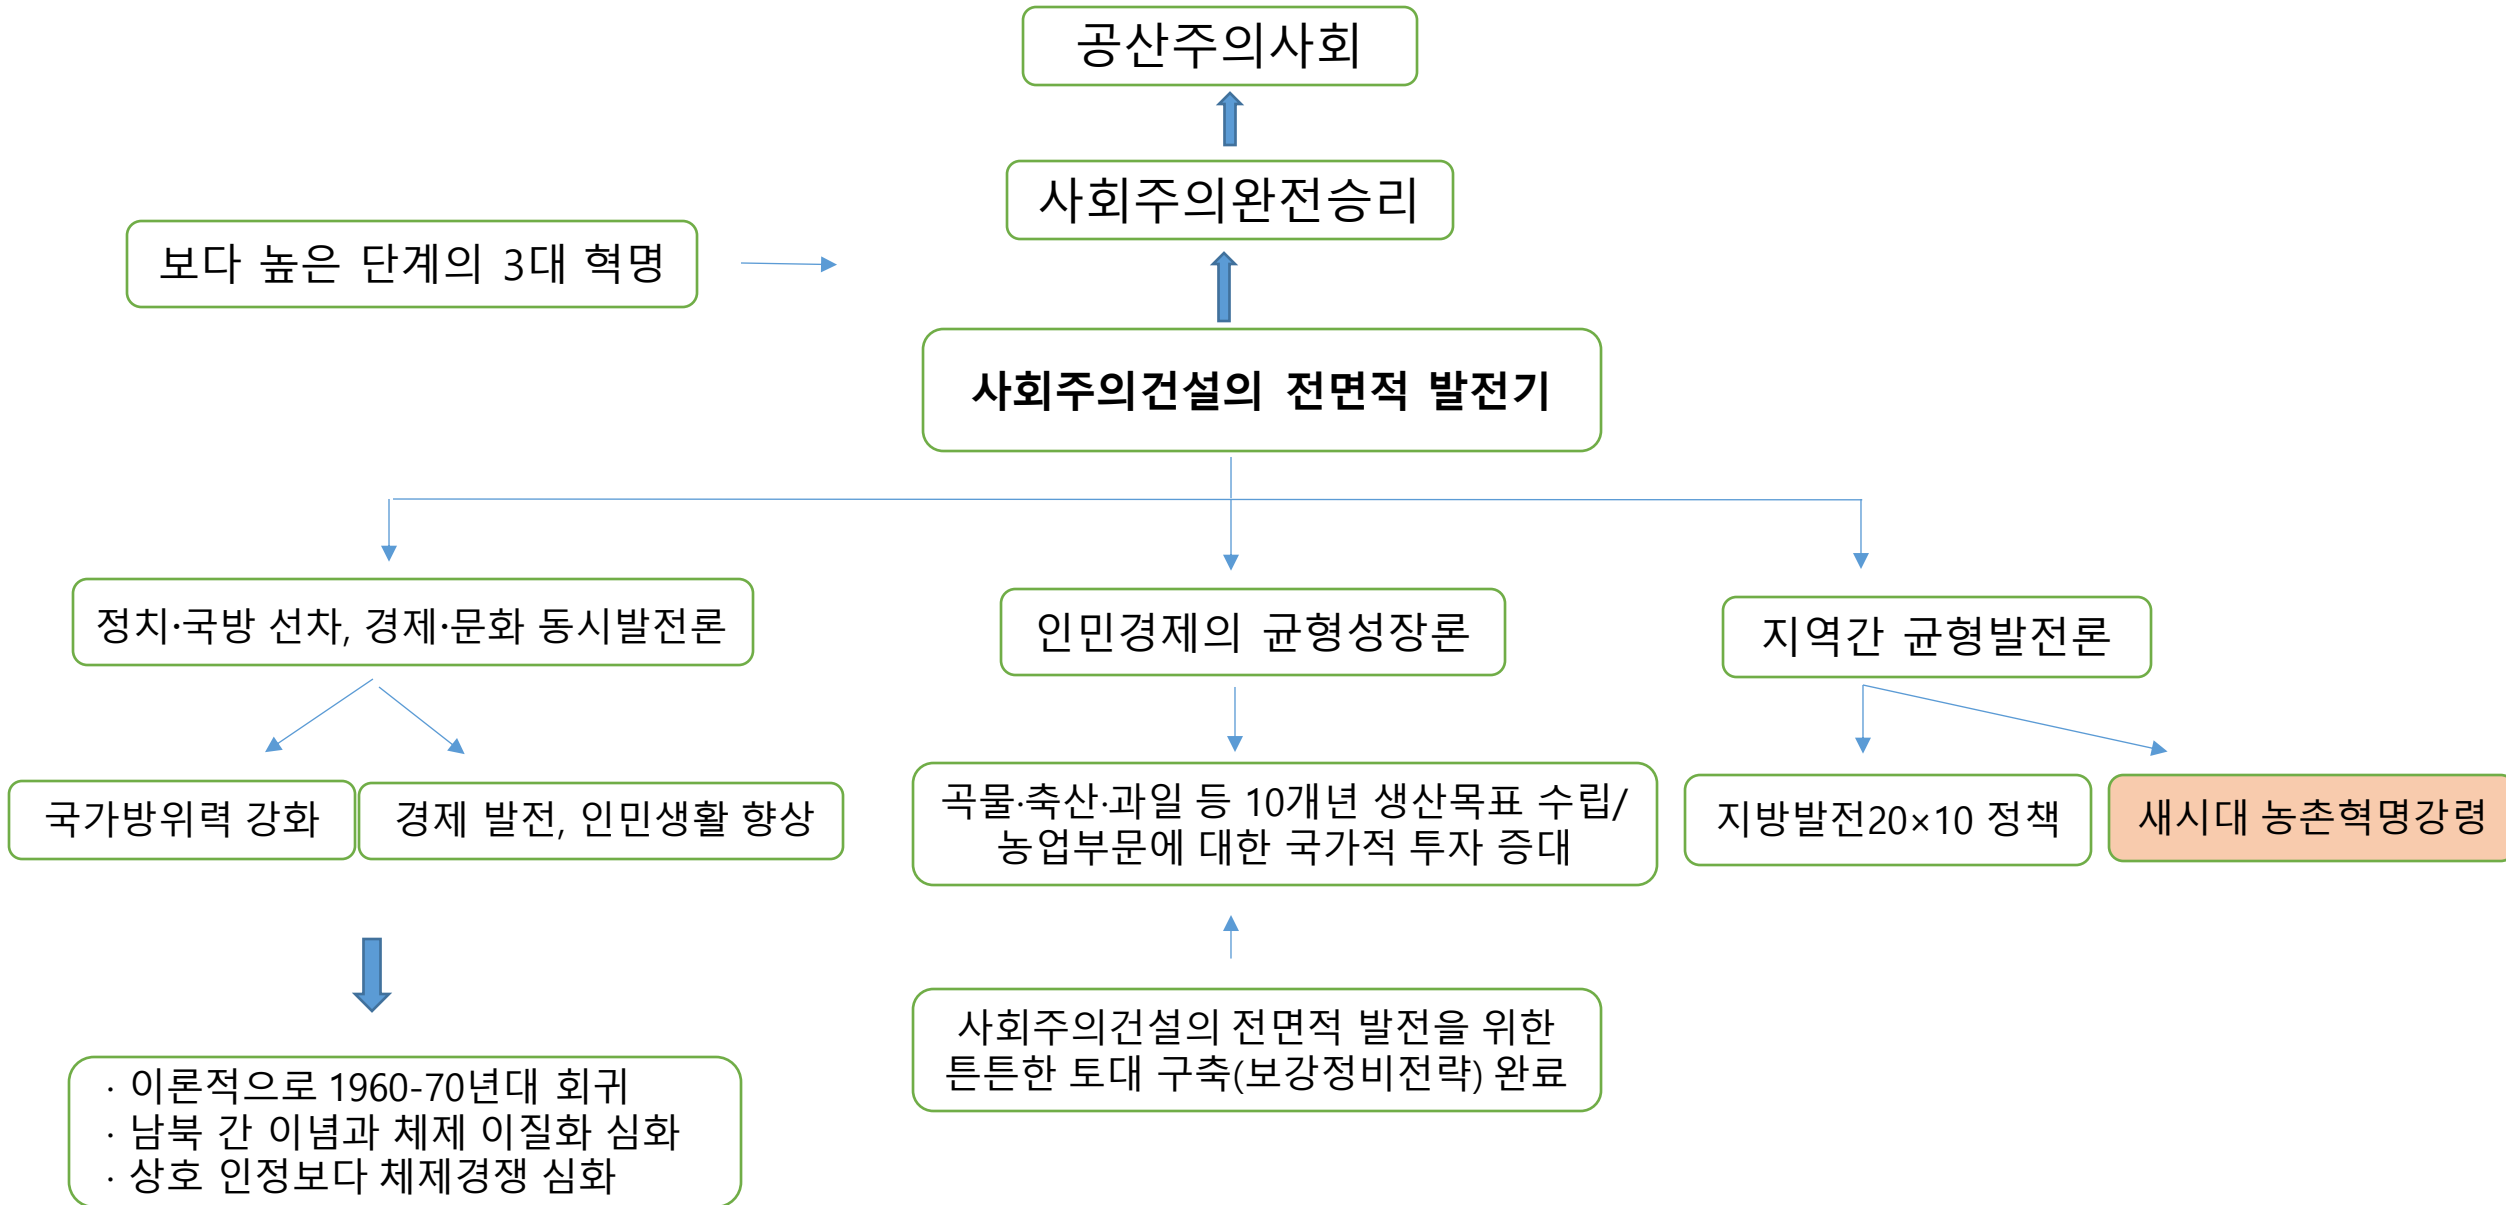 공산주의사회
사회주의완전승리
보다 높은 단계의 3대 혁명
사회주의건설의 전면적 발전기
정치·국방 선차, 경제·문화 동시발전론
인민경제의 균형성장론
지역간 균형발전론
국가방위력 강화
경제 발전, 인민생활 향상
곡물·축산·과일 등 10개년 생산목표 수립/
농업부문에 대한 국가적 투자 증대
지방발전20×10 정책
새시대 농촌혁명강령
사회주의건설의 전면적 발전을 위한
튼튼한 토대 구축(보강정비전략) 완료
· 이론적으로 1960-70년대 회귀
· 남북 간 이념과 체제 이질화 심화
· 상호 인정보다 체제경쟁 심화